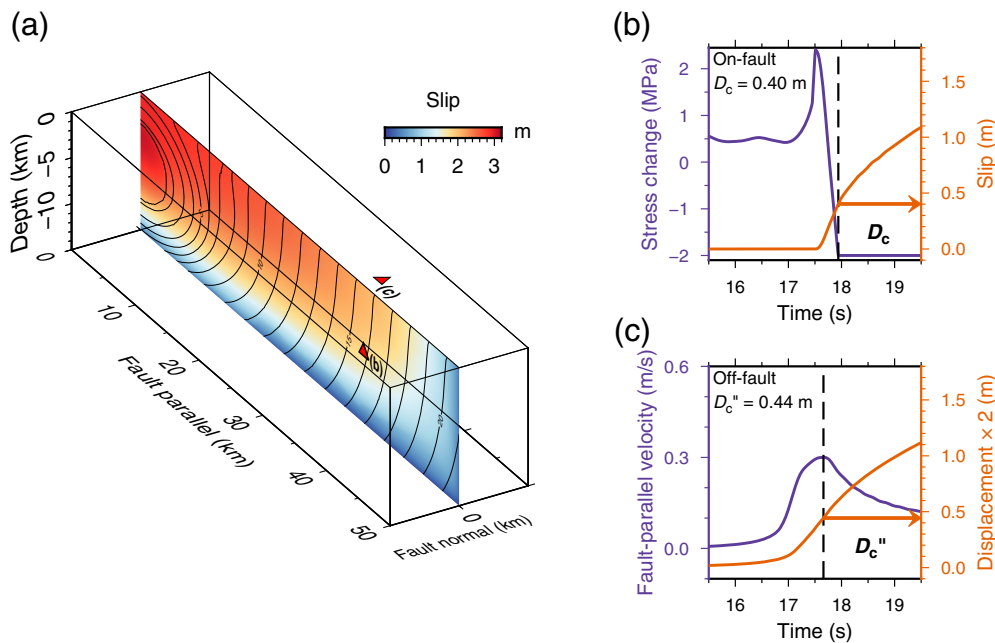 (a)
Slip
m
0 1 2 3
Depth (km)
0
−5
−10
0
10
20
30
40
50
Fault parallel (km)
0
Fault normal (km)
(c)
(b)
(b)
On-fault
Dc = 0.40 m
Stress change (MPa)
2
1
0
−1
−2
Slip (m)
1.5
1.0
0.5
0.0
Dc
16 17 18 19
Time (s)
(c)
Off-fault
Dc" = 0.44 m
Fault-parallel velocity (m/s)
0.6
0.3
0.0
Displacement × 2 (m)
1.5
1.0
0.5
0.0
Dc"
16 17 18 19
Time (s)